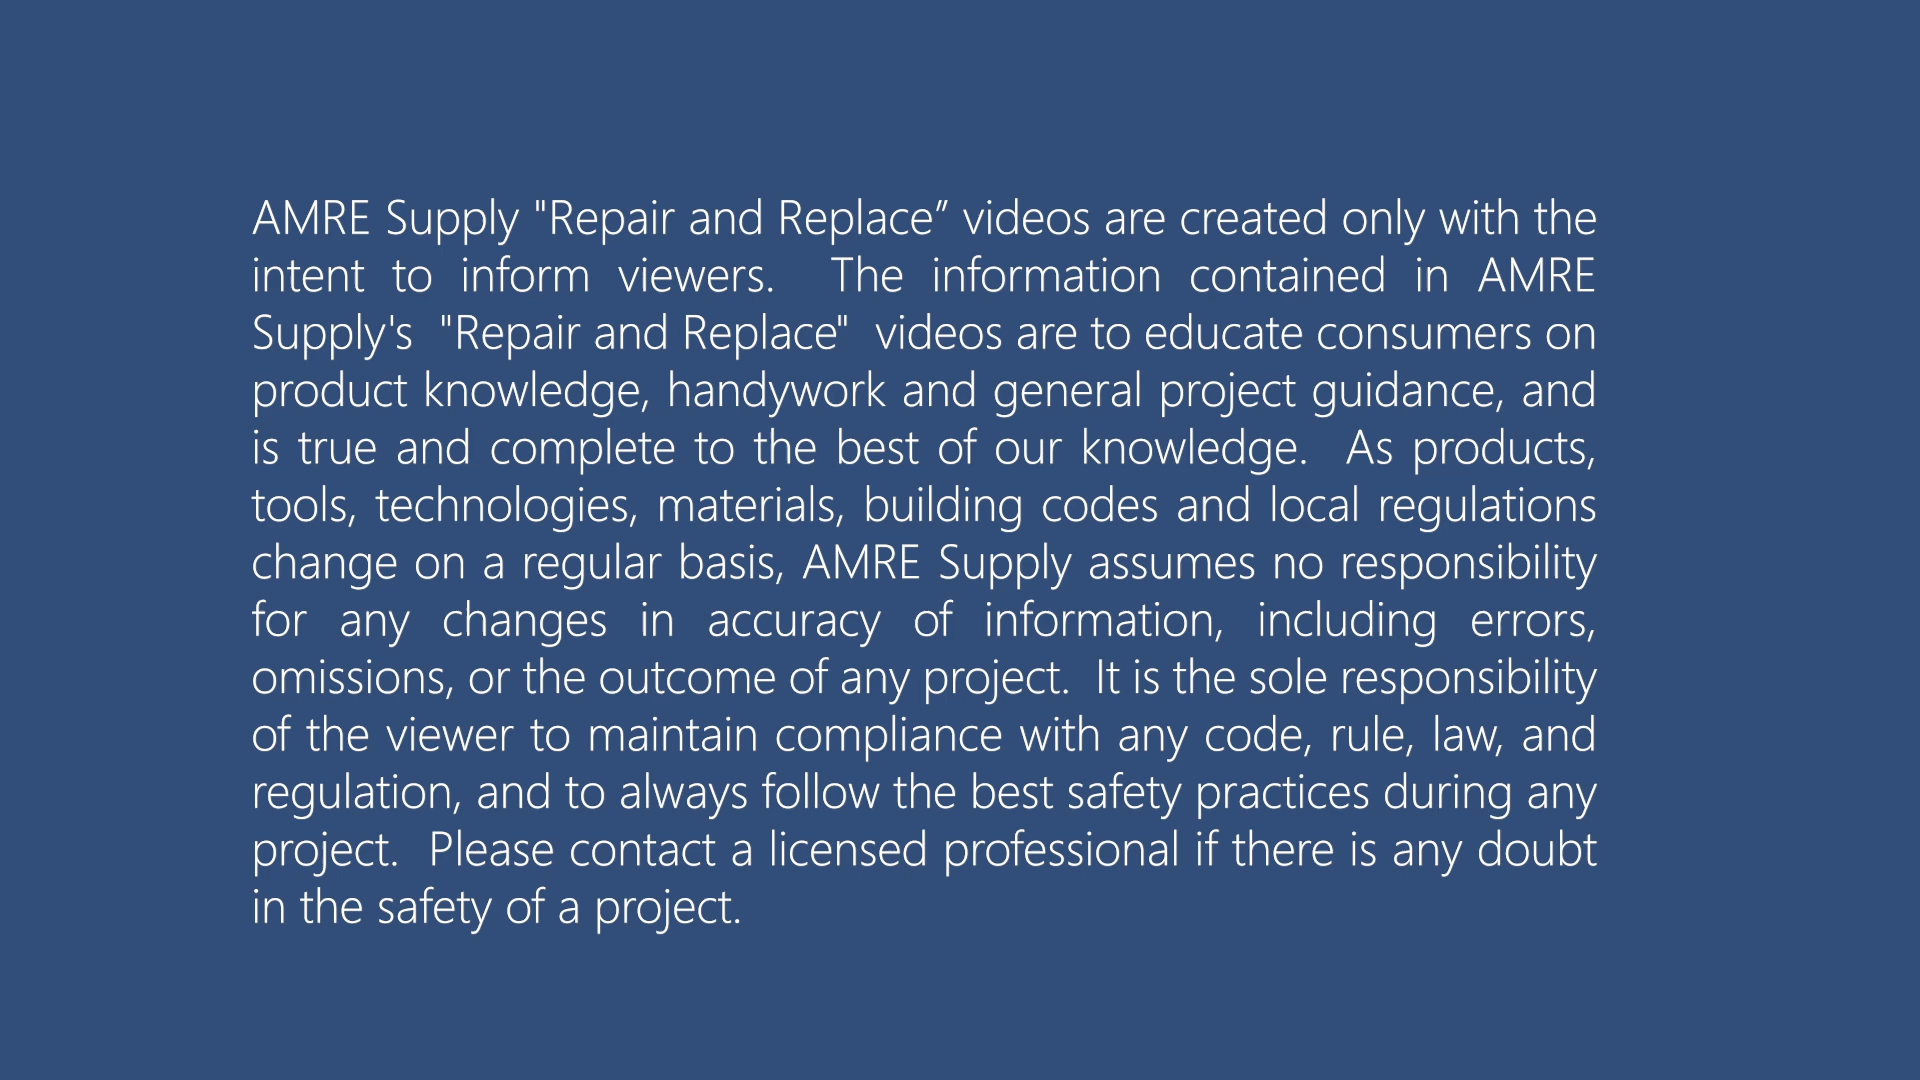 AMRE Supply "Repair and Replace” videos are created only with the
intent to inform viewers.  The information contained in AMRE
Supply's  "Repair and Replace"  videos are to educate consumers on
product knowledge, handywork and general project guidance, and
is true and complete to the best of our knowledge.  As products,
tools, technologies, materials, building codes and local regulations
change on a regular basis, AMRE Supply assumes no responsibility
for any changes in accuracy of information, including errors,
omissions, or the outcome of any project.  It is the sole responsibility
of the viewer to maintain compliance with any code, rule, law, and
regulation, and to always follow the best safety practices during any
project.  Please contact a licensed professional if there is any doubt
in the safety of a project.